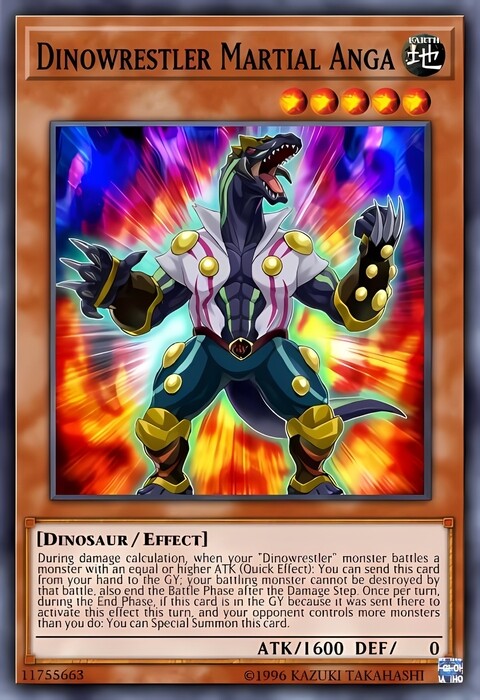 DINOWRESTLER MARTIAL ANGA
EARTH
地
[DINOSAUR / EFFECT]
During damage calculation, when your "Dinowrestler" monster battles a
monster with an equal or higher ATK (Quick Effect): You can send this card
from your hand to the GY; your battling monster cannot be destroyed by
that battle, also end the Battle Phase after the Damage Step. Once per turn,
during the End Phase, if this card is in the GY because it was sent there to
activate this effect this turn, and your opponent controls more monsters
than you do: You can Special Summon this card.
ATK/1600 DEF/ 0
11755663
©1996 KAZUKI TAKAHASHI